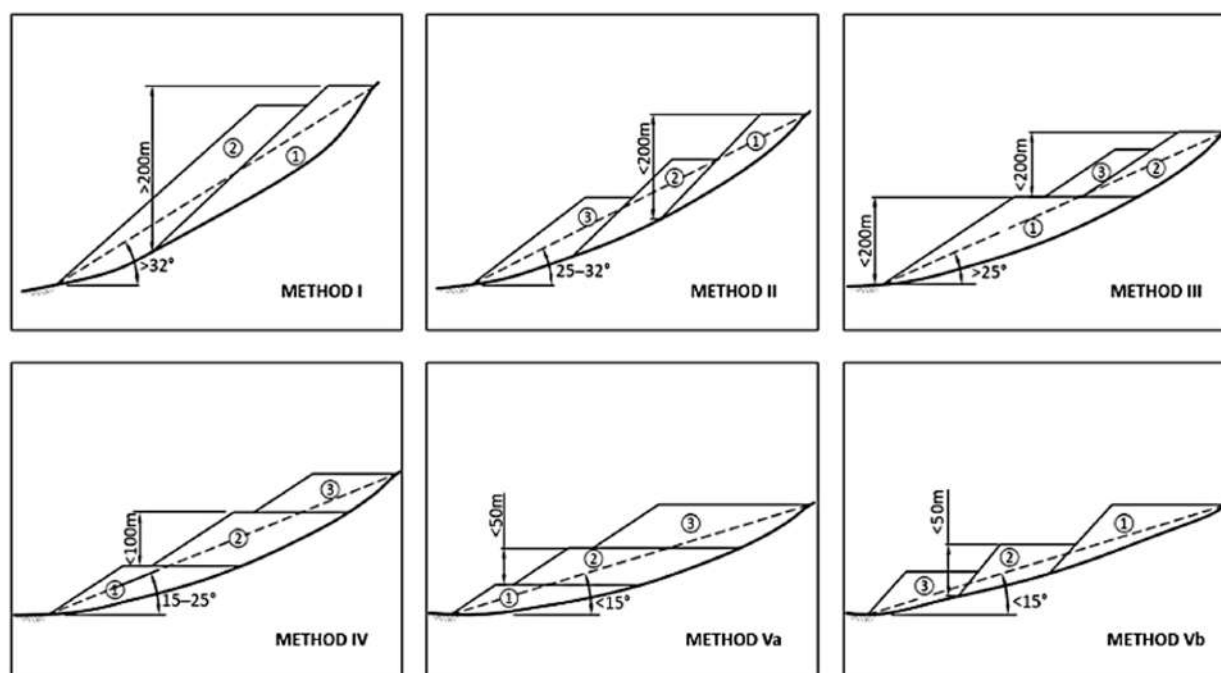 >200m
②
①
>32°
METHOD I
<200m
①
②
③
25–32°
METHOD II
<200m
<200m
③
②
①
>25°
METHOD III
<100m
③
②
①
15–25°
METHOD IV
<50m
③
②
①
<15°
METHOD Va
<50m
①
②
③
<15°
METHOD Vb